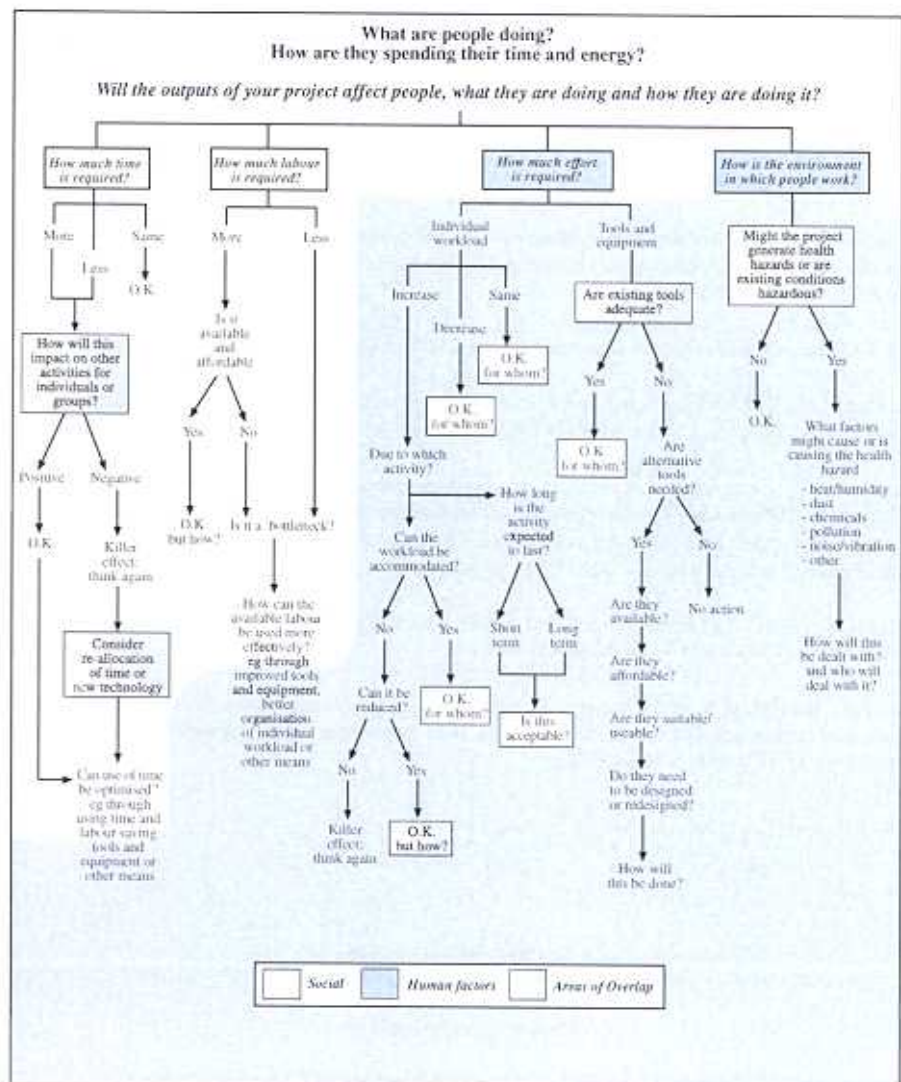 What are people doing?
How are they spending their time and energy?
Will the outputs of your project affect people, what they are doing and how they are doing it?
How much time
is required?
More
Same
Less
O.K.
How will this
impact on other
activities for
individuals or
groups?
Positive
Negative
O.K.
Killer
effect:
think again
Consider
re-allocation
of time or
new technology
Can use of time
be optimised?
eg through
using time and
labour saving
tools and
equipment or
other means
How much labour
is required?
More
Less
Is it
available
and
affordable
Yes
No
O.K.
but how?
Is it a bottleneck?
How can the
available labour
be used more
effectively?
eg through
improved tools
and equipment,
better
organisation
of individual
workload or
other means
How much effort
is required?
Individual
workload
Increase
Same
Decrease
O.K.
for whom?
O.K.
for whom?
Due to which
activity?
How long
is the
activity
expected
to last?
Can the
workload be
accommodated?
No
Yes
Short
term
Long
term
Can it be
reduced?
O.K.
for whom?
Is this
acceptable?
No
Yes
Killer
effect:
think again
O.K.
but how?
Tools and
equipment
Are existing tools
adequate?
Yes
No
O.K
for whom?
Are
alternative
tools
needed?
Yes
No
Are they
available?
No action
Are they
affordable?
Are they suitable/
useable?
Do they need
to be designed
or redesigned?
How will
this be done?
How is the environment
in which people work?
Might the project
generate health
hazards or are
existing conditions
hazardous?
No
Yes
O.K.
What factors
might cause or is
causing the health
hazard
- heat/humidity
- dust
- chemicals
- pollution
- noise/vibration
- other
How will this
be dealt with?
and who will
deal with it?
Social
Human factors
Areas of Overlap